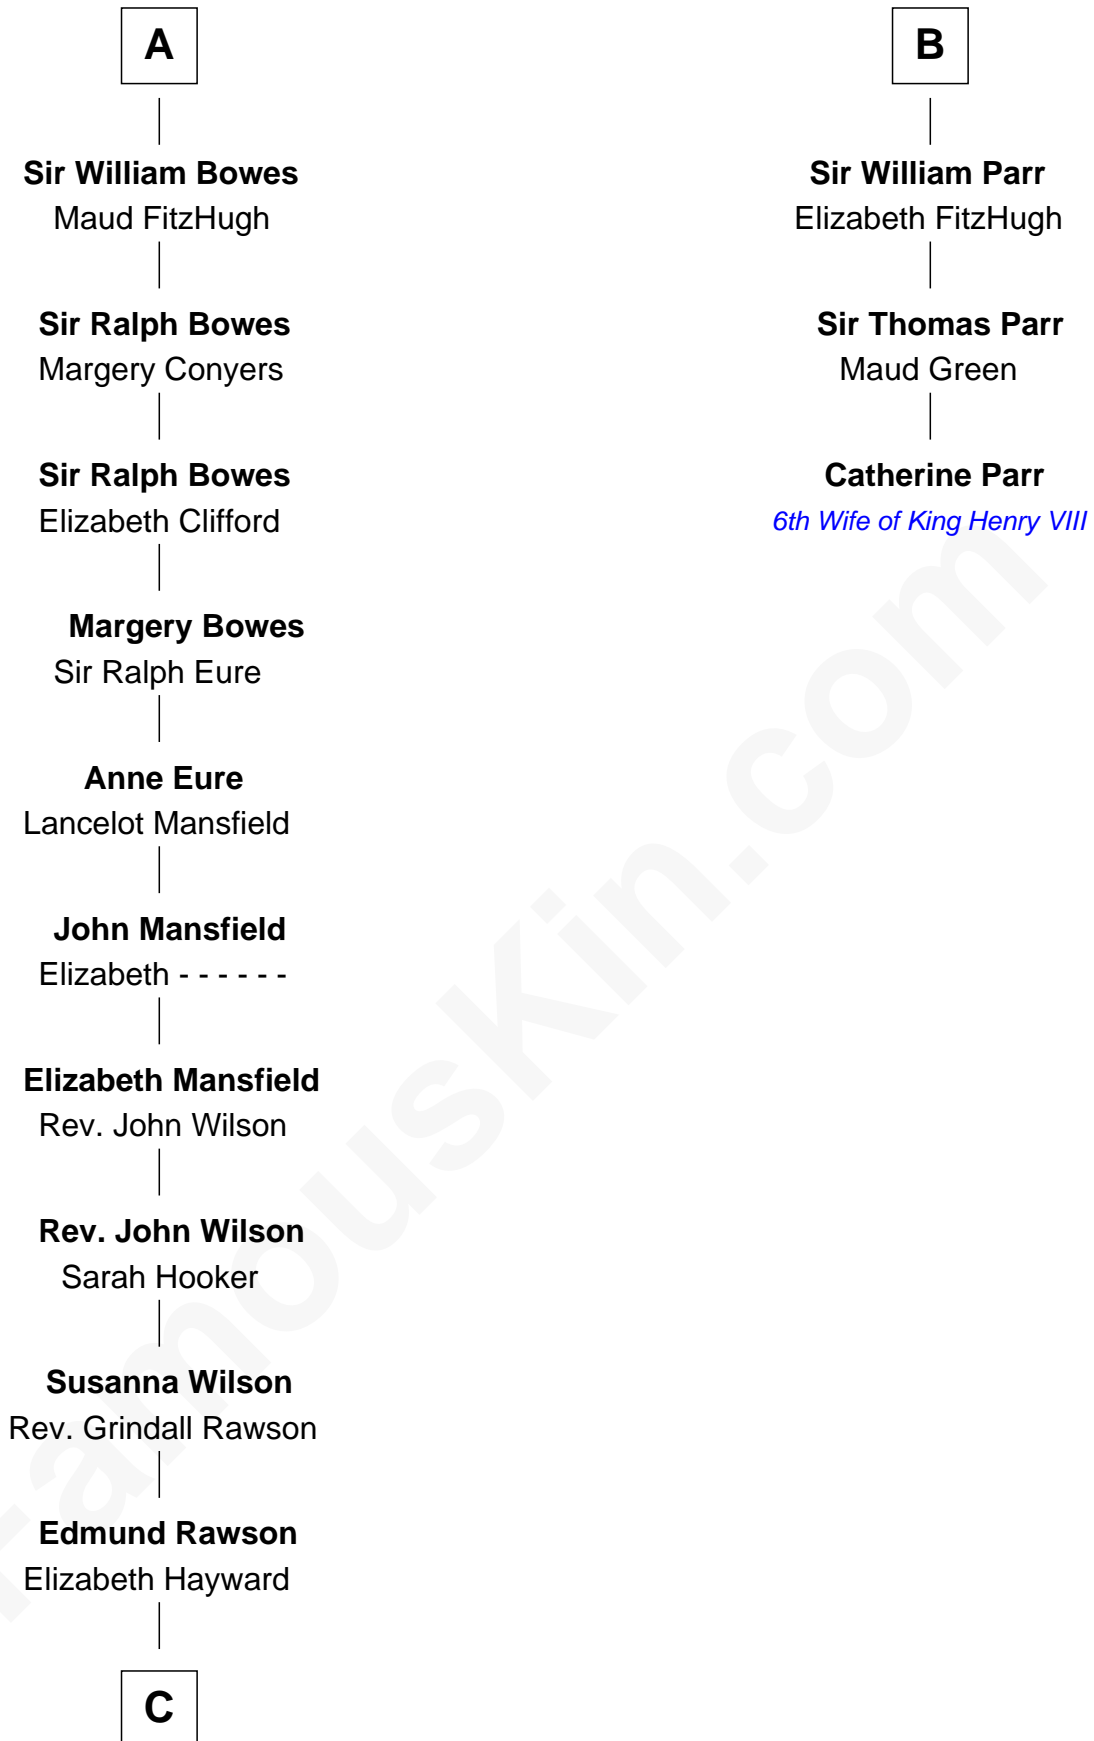 A
Sir William Bowes
Maud FitzHugh
Sir Ralph Bowes
Margery Conyers
Sir Ralph Bowes
Elizabeth Clifford
Margery Bowes
Sir Ralph Eure
Anne Eure
Lancelot Mansfield
John Mansfield
Elizabeth - - - - - -
Elizabeth Mansfield
Rev. John Wilson
Rev. John Wilson
Sarah Hooker
Susanna Wilson
Rev. Grindall Rawson
Edmund Rawson
Elizabeth Hayward
C
B
Sir William Parr
Elizabeth FitzHugh
Sir Thomas Parr
Maud Green
Catherine Parr
6th Wife of King Henry VIII
FamousKin.com